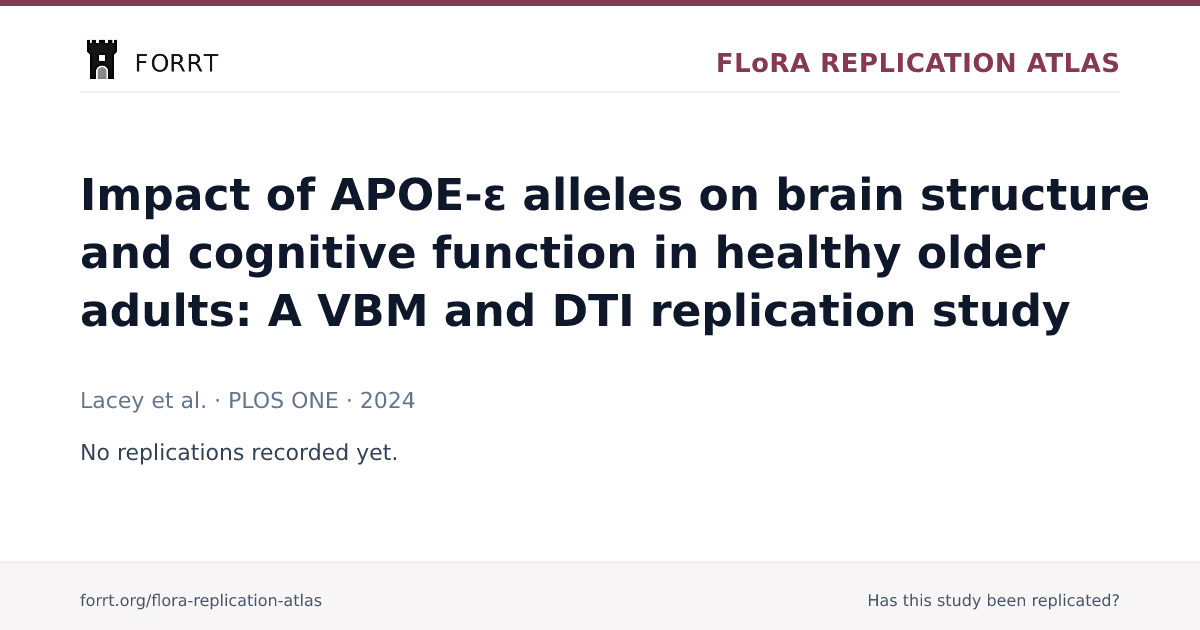 FORRT
FLoRA REPLICATION ATLAS
Impact of APOE-ε alleles on brain structure
and cognitive function in healthy older
adults: A VBM and DTI replication study
Lacey et al. · PLOS ONE · 2024
No replications recorded yet.
forrt.org/flora-replication-atlas
Has this study been replicated?